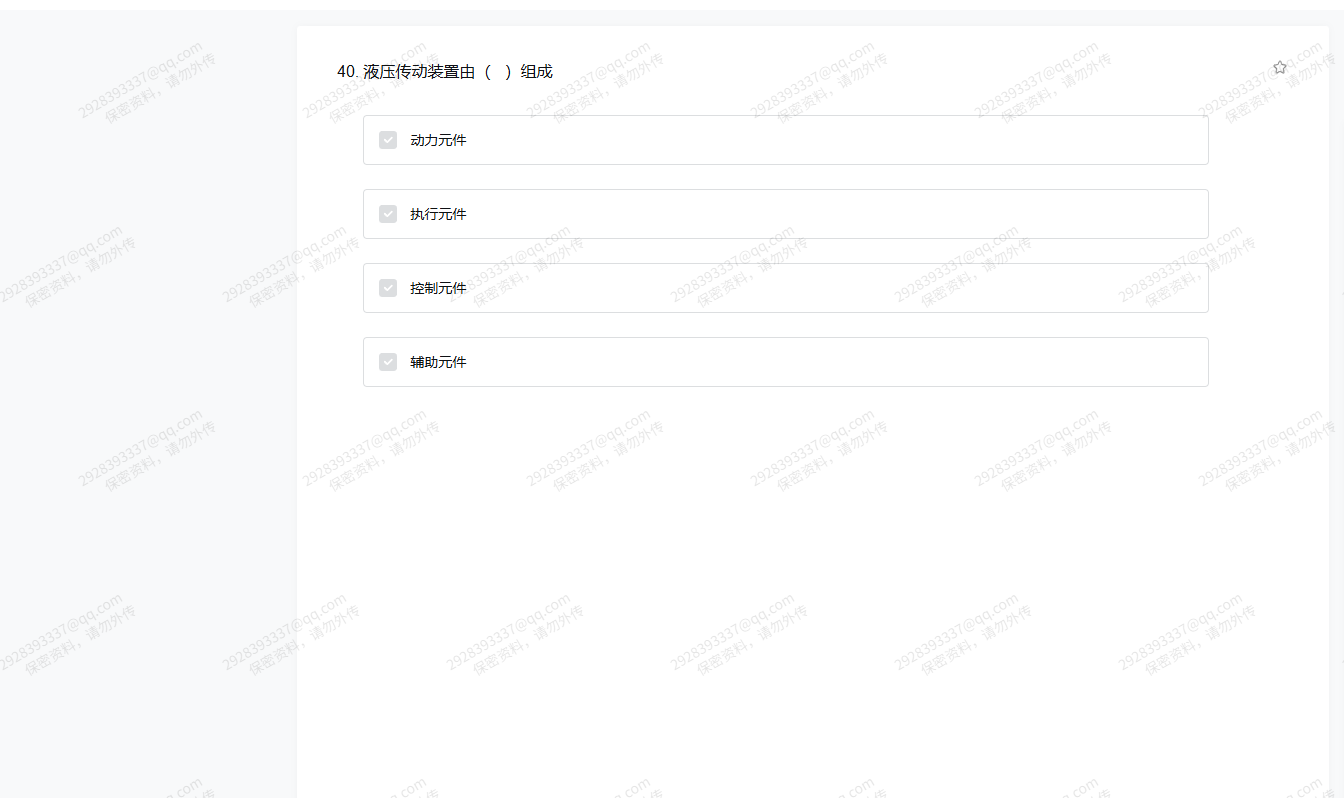 40. 液压传动装置由（ ）组成
动力元件
执行元件
控制元件
辅助元件
2928393337@qq.com
保密资料，请勿外传